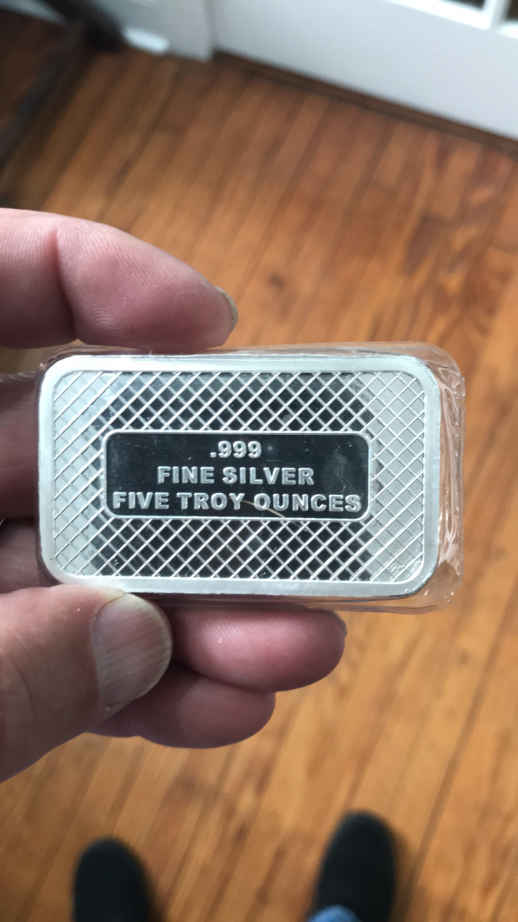 .999
FINE SILVER
FIVE TROY OUNCES